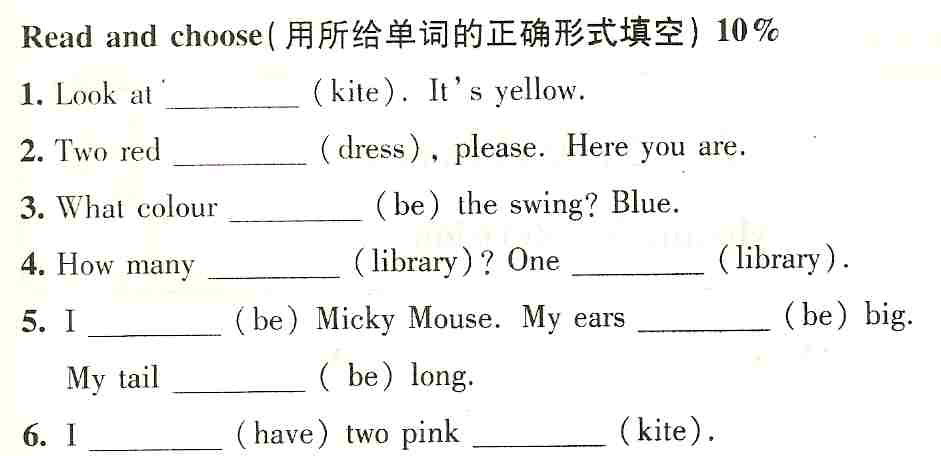 Read and choose(用所给单词的正确形式填空) 10%
1. Look at ________ (kite). It's yellow.
2. Two red ________ (dress), please. Here you are.
3. What colour ________ (be) the swing? Blue.
4. How many ________ (library)? One ________ (library).
5. I ________ (be) Micky Mouse. My ears ________ (be) big.
My tail ________ ( be) long.
6. I ________ (have) two pink ________ (kite).